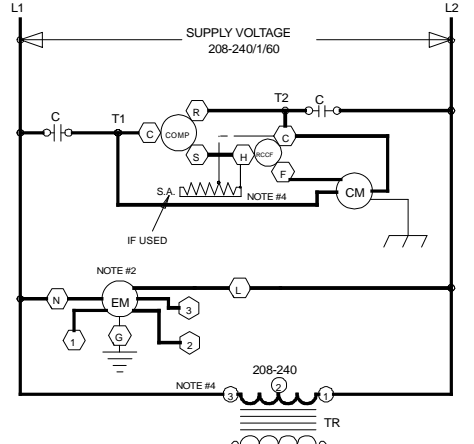 L1
L2
SUPPLY VOLTAGE
208-240/1/60
C
T1
C
COMP
R
S
T2
C
C
H
RCCF
F
S.A.
NOTE #4
CM
IF USED
NOTE #2
N
EM
L
3
1
G
2
208-240
NOTE #4
3
2
1
TR